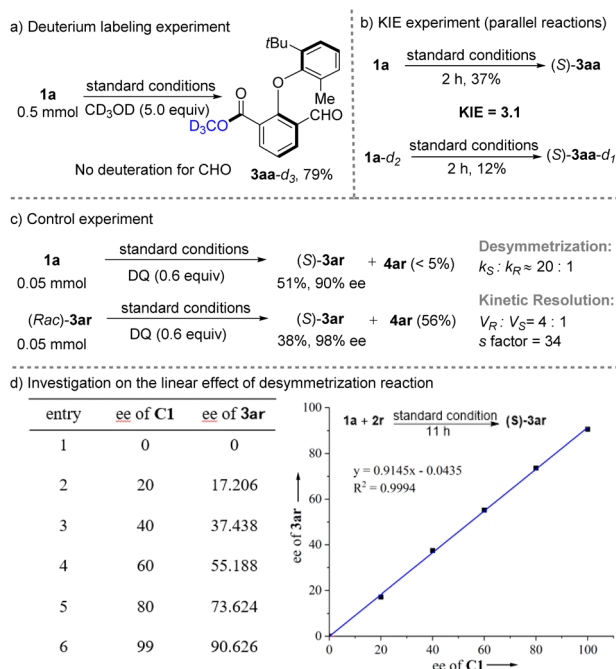 a) Deuterium labeling experiment
1a
0.5 mmol
standard conditions
CD3OD (5.0 equiv)
tBu
O
Me
O
D3CO
CHO
No deuteration for CHO
3aa-d3, 79%
b) KIE experiment (parallel reactions)
1a standard conditions (S)-3aa
2 h, 37%
KIE = 3.1
1a-d2 standard conditions (S)-3aa-d1
2 h, 12%
c) Control experiment
1a standard conditions (S)-3ar + 4ar (< 5%)
0.05 mmol DQ (0.6 equiv) 51%, 90% ee
Desymmetrization:
kS : kR ≈ 20 : 1
(Rac)-3ar standard conditions (S)-3ar + 4ar (56%)
0.05 mmol DQ (0.6 equiv) 38%, 98% ee
Kinetic Resolution:
VR : VS= 4 : 1
s factor = 34
d) Investigation on the linear effect of desymmetrization reaction
entry ee of C1 ee of 3ar
1 0 0
2 20 17.206
3 40 37.438
4 60 55.188
5 80 73.624
6 99 90.626
1a + 2r standard condition (S)-3ar
11 h
y = 0.9145x - 0.0435
R2 = 0.9994
ee of 3ar
100
80
60
40
20
0
0 20 40 60 80 100
ee of C1